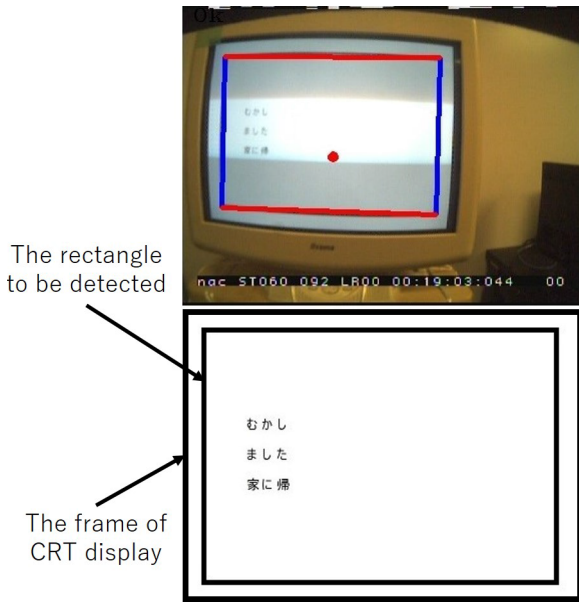 Ok
むかし
ました
家に帰
nac ST060 092 LR00 00:19:03:044 00
The rectangle
to be detected
むかし
ました
家に帰
The frame of
CRT display